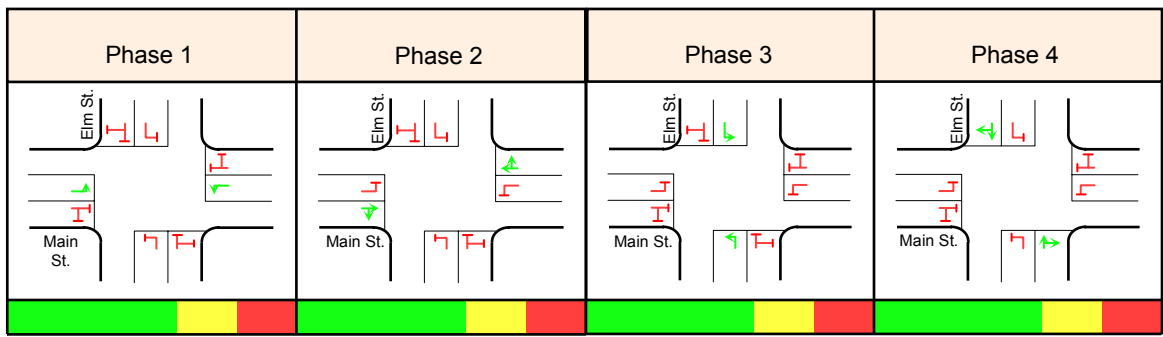 Phase 1
Phase 2
Phase 3
Phase 4
Elm St.
Main
St.
Elm St.
Main St.
Elm St.
Main St.
Elm St.
Main St.